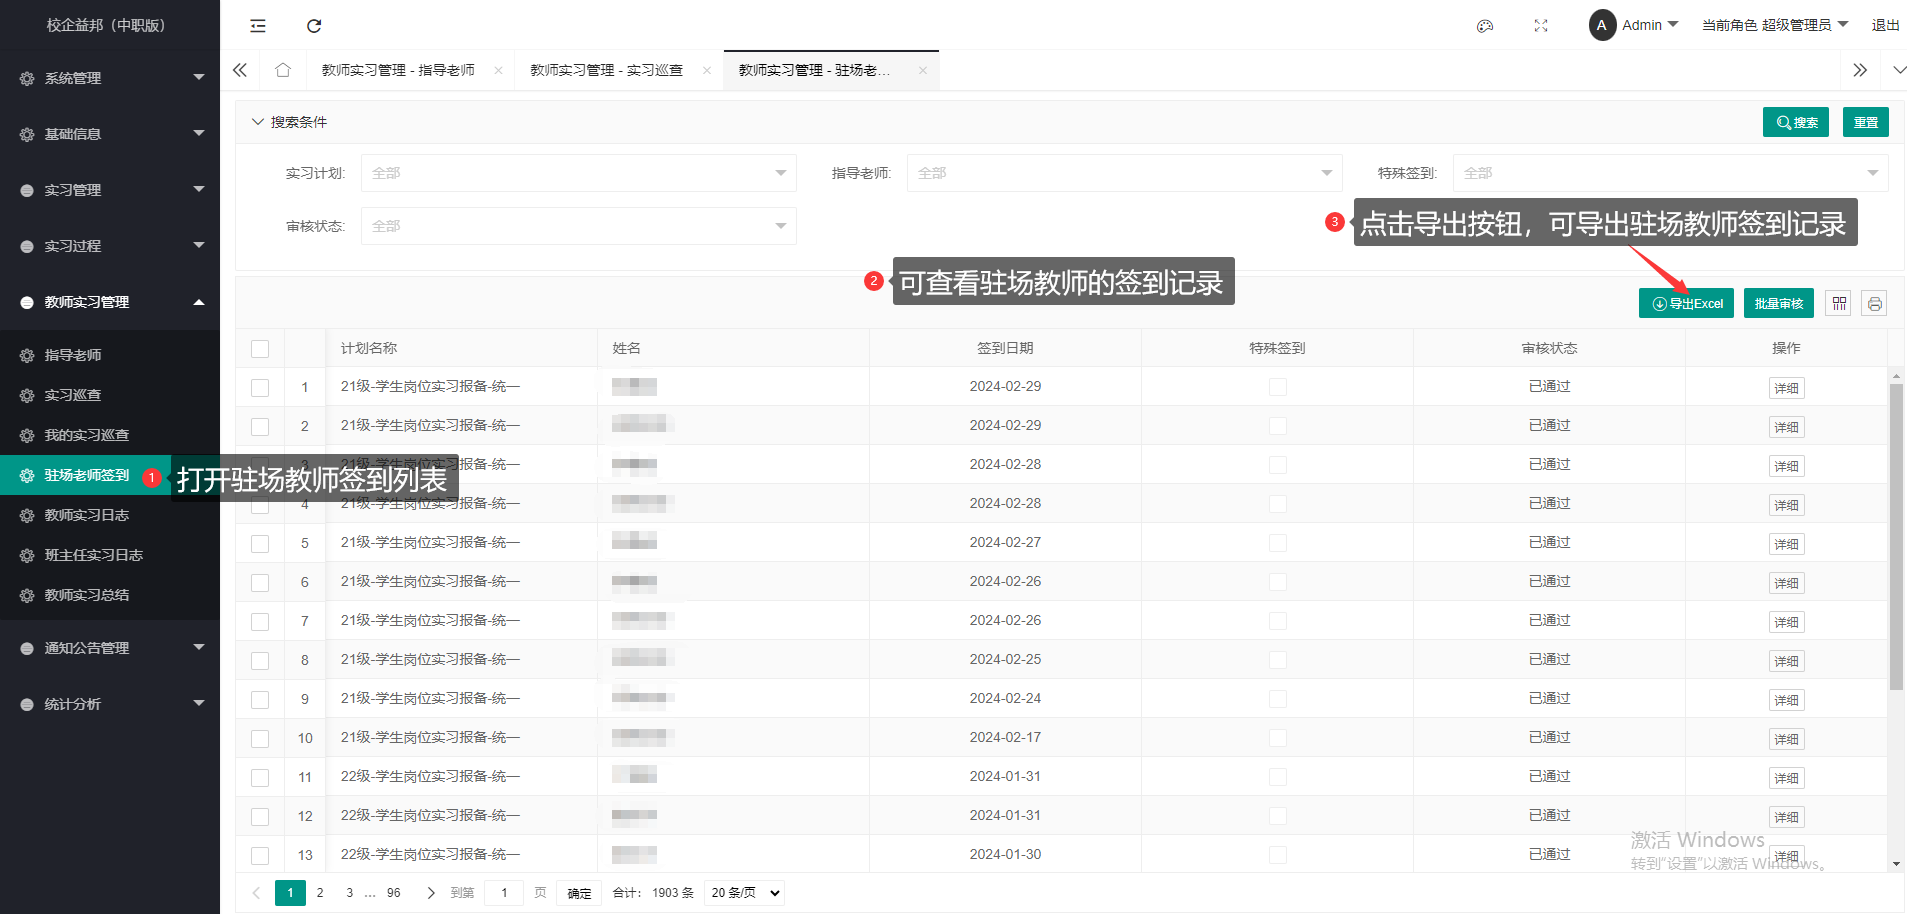 校企益邦（中职版）
Admin
当前角色 超级管理员
退出
教师实习管理 - 指导老师
教师实习管理 - 实习巡查
教师实习管理 - 驻场老...
系统管理
基础信息
实习管理
实习过程
教师实习管理
指导老师
实习巡查
我的实习巡查
驻场老师签到
教师实习日志
班主任实习日志
教师实习总结
通知公告管理
统计分析
搜索条件
搜索
重置
实习计划: 全部
指导老师: 全部
特殊签到: 全部
审核状态: 全部
3 点击导出按钮，可导出驻场教师签到记录
2 可查看驻场教师的签到记录
1 打开驻场教师签到列表
导出Excel
批量审核
计划名称 姓名 签到日期 特殊签到 审核状态 操作
1 21级-学生岗位实习报备-统一 2024-02-29 已通过 详细
2 21级-学生岗位实习报备-统一 2024-02-29 已通过 详细
3 21级-学生岗位实习报备-统一 2024-02-28 已通过 详细
4 21级-学生岗位实习报备-统一 2024-02-28 已通过 详细
5 21级-学生岗位实习报备-统一 2024-02-27 已通过 详细
6 21级-学生岗位实习报备-统一 2024-02-26 已通过 详细
7 21级-学生岗位实习报备-统一 2024-02-26 已通过 详细
8 21级-学生岗位实习报备-统一 2024-02-25 已通过 详细
9 21级-学生岗位实习报备-统一 2024-02-24 已通过 详细
10 21级-学生岗位实习报备-统一 2024-02-17 已通过 详细
11 22级-学生岗位实习报备-统一 2024-01-31 已通过 详细
12 22级-学生岗位实习报备-统一 2024-01-31 已通过 详细
13 22级-学生岗位实习报备-统一 2024-01-30 已通过 详细
激活 Windows
转到“设置”以激活 Windows。
1 2 3 ... 96 到第 1 页 确定 合计： 1903 条 20 条/页